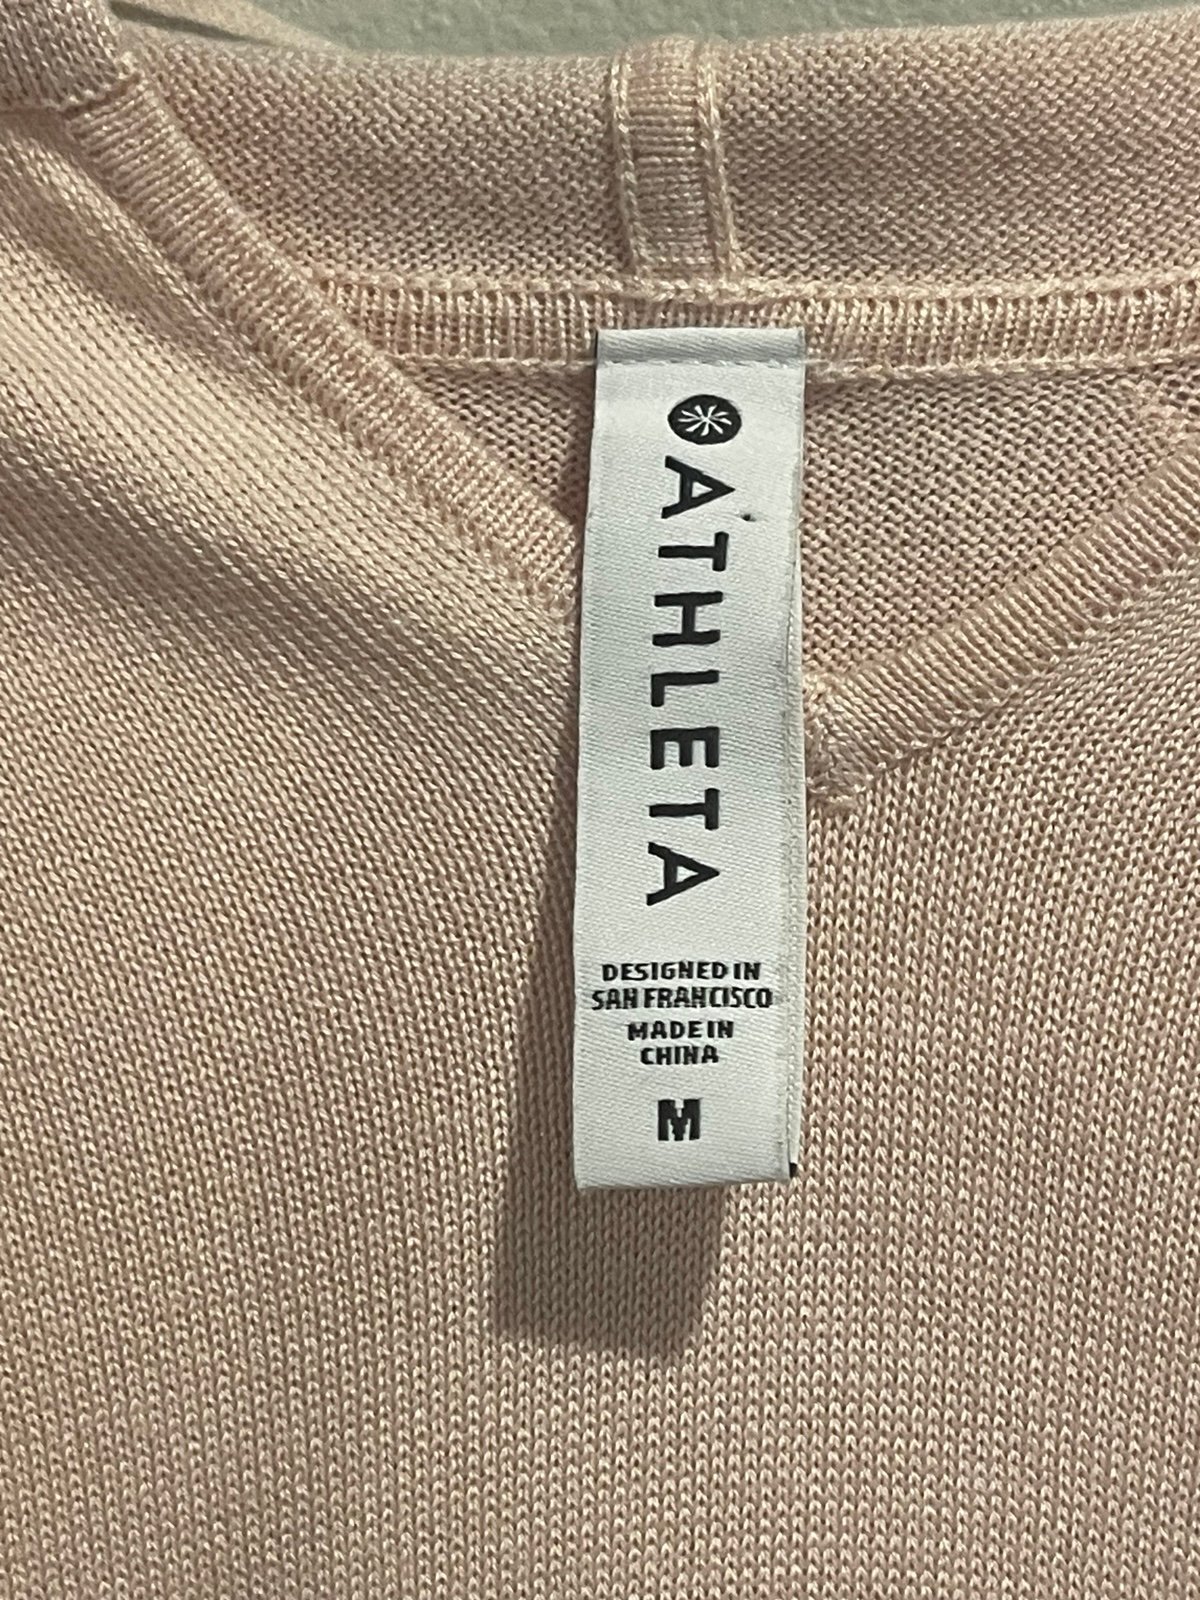 ATHLETA
DESIGNED IN
SAN FRANCISCO
MADE IN
CHINA
M